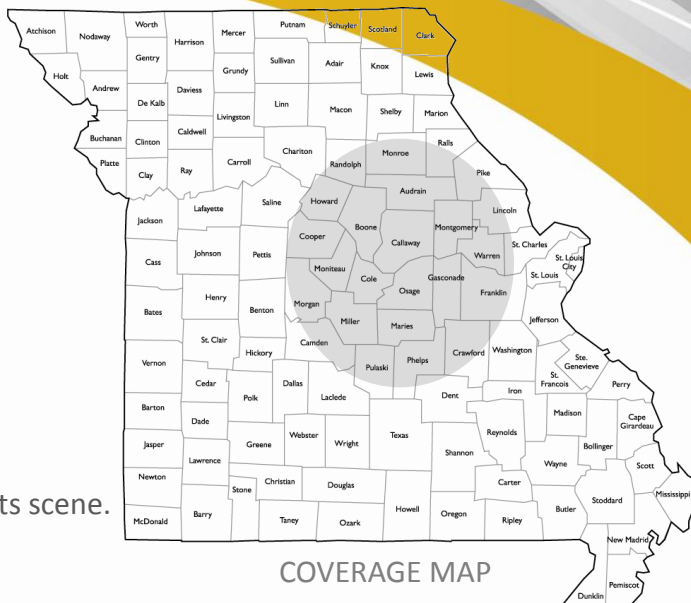 Atchison
Nodaway
Worth
Harrison
Mercer
Putnam
Schuyler
Scotland
Clark
Gentry
Sullivan
Adair
Knox
Holt
Andrew
Grundy
Lewis
De Kalb
Daviess
Linn
Macon
Shelby
Marion
Livingston
Buchanan
Clinton
Caldwell
Chariton
Randolph
Monroe
Ralls
Platte
Clay
Ray
Carroll
Pike
Audrain
Howard
Jackson
Lafayette
Saline
Boone
Callaway
Montgomery
Lincoln
Cooper
Cass
Johnson
Pettis
Warren
St. Charles
St. Louis
City
St. Louis
Moniteau
Cole
Osage
Gasconade
Franklin
Bates
Henry
Benton
Morgan
Miller
Maries
Jefferson
St. Clair
Hickory
Camden
Pulaski
Phelps
Crawford
Washington
Ste.
Genevieve
Vernon
St.
Francois
Perry
Cedar
Polk
Dallas
Laclede
Dent
Iron
Barton
Dade
Madison
Cape
Girardeau
Jasper
Greene
Webster
Wright
Texas
Reynolds
Bollinger
Lawrence
Shannon
Wayne
Scott
Newton
Stone
Christian
Douglas
Carter
Stoddard
Mississippi
ts scene.
McDonald
Barry
Taney
Ozark
Howell
Oregon
Ripley
Butler
New Madrid
COVERAGE MAP
Pemiscot
Dunklin